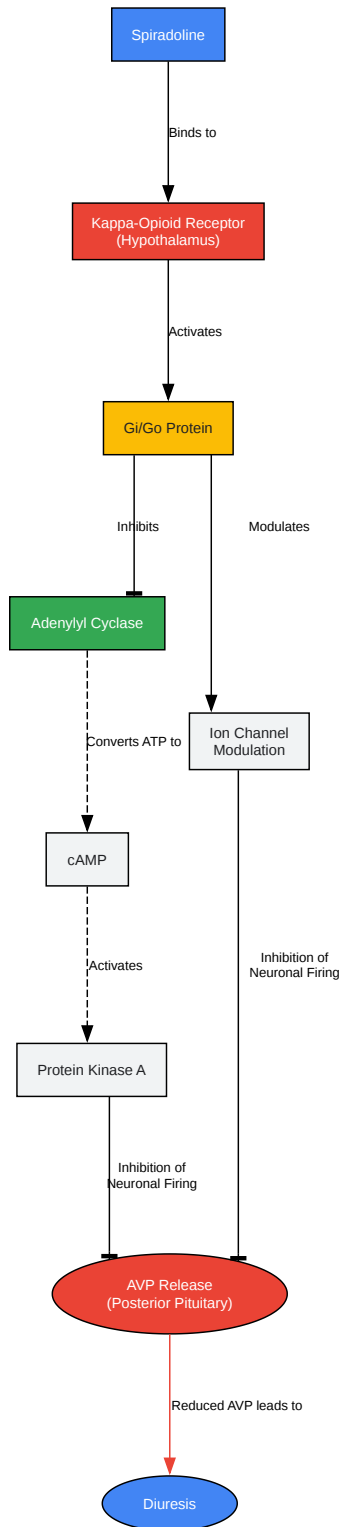 Spiradoline
Binds to
Kappa-Opioid Receptor
(Hypothalamus)
Activates
Gi/Go Protein
Inhibits
Modulates
Adenylyl Cyclase
Converts ATP to
Ion Channel
Modulation
cAMP
Activates
Inhibition of
Neuronal Firing
Protein Kinase A
Inhibition of
Neuronal Firing
AVP Release
(Posterior Pituitary)
Reduced AVP leads to
Diuresis